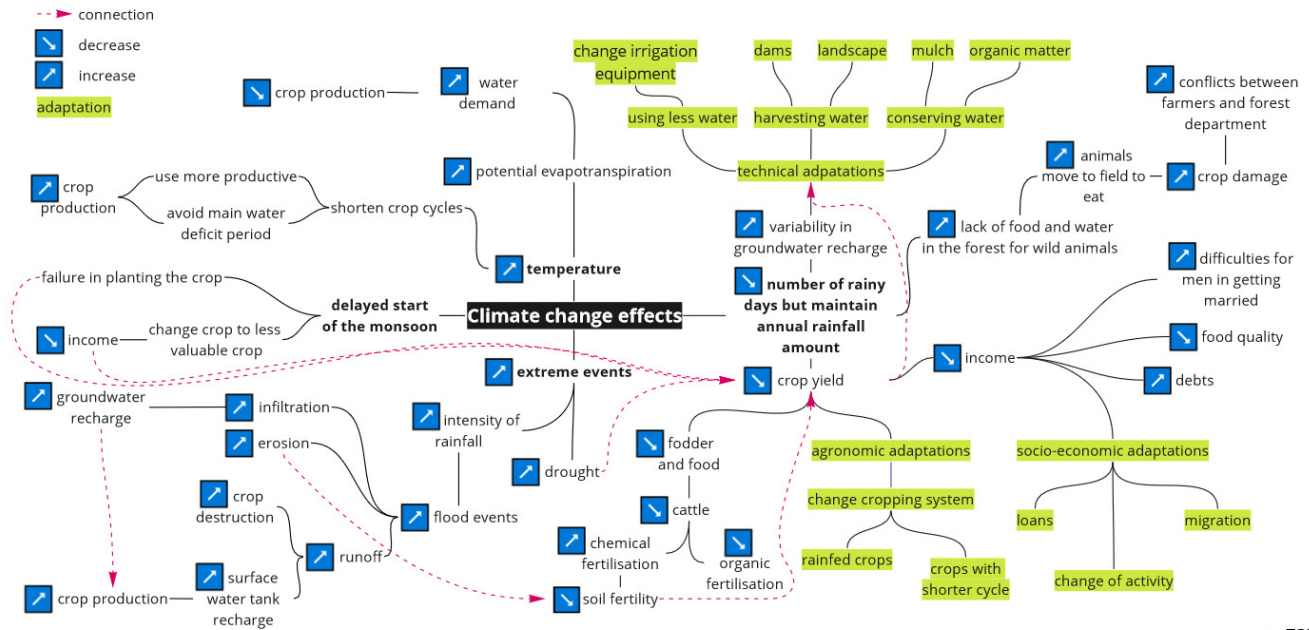 connection
decrease
increase
adaptation
crop production
water
demand
change irrigation
equipment
dams
landscape
mulch
organic matter
using less water
harvesting water
conserving water
technical adpatations
conflicts between
farmers and forest
department
animals
move to field to
eat
crop damage
potential evapotranspiration
crop
production
use more productive
avoid main water
deficit period
shorten crop cycles
temperature
variability in
groundwater recharge
lack of food and water
in the forest for wild animals
failure in planting the crop
delayed start
of the monsoon
Climate change effects
number of rainy
days but maintain
annual rainfall
amount
difficulties for
men in getting
married
income
change crop to less
valuable crop
extreme events
crop yield
income
food quality
debts
groundwater
recharge
infiltration
erosion
intensity of
rainfall
drought
fodder
and food
agronomic adaptations
socio-economic adaptations
crop
destruction
flood events
cattle
change cropping system
loans
migration
runoff
chemical
fertilisation
organic
fertilisation
rainfed crops
crops with
shorter cycle
change of activity
crop production
surface
water tank
recharge
soil fertility